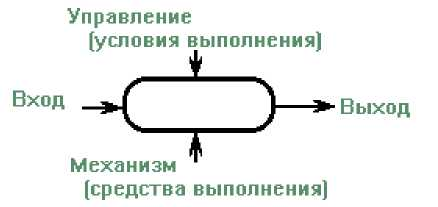 Управление
(условия выполнения)
Вход
Выход
Механизм
(средства выполнения)